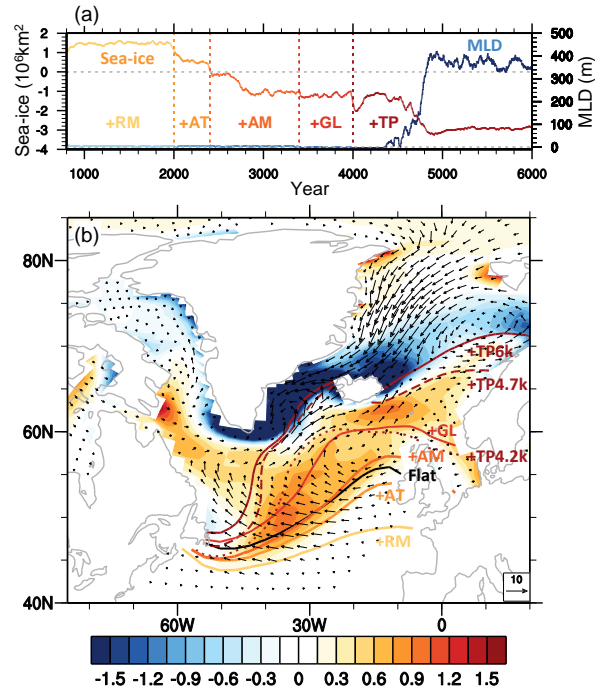 (a)
Sea-ice (10⁶km²)
2
1
0
-1
-2
-3
-4
Sea-ice
MLD
+RM
+AT
+AM
+GL
+TP
500
400
300
200
100
0
MLD (m)
1000 2000 3000 4000 5000 6000
Year
(b)
80N
60N
40N
+TP6k
+TP4.7k
+GL
+AM
+TP4.2k
Flat
+AT
+RM
10
60W 30W 0
-1.5 -1.2 -0.9 -0.6 -0.3 0 0.3 0.6 0.9 1.2 1.5